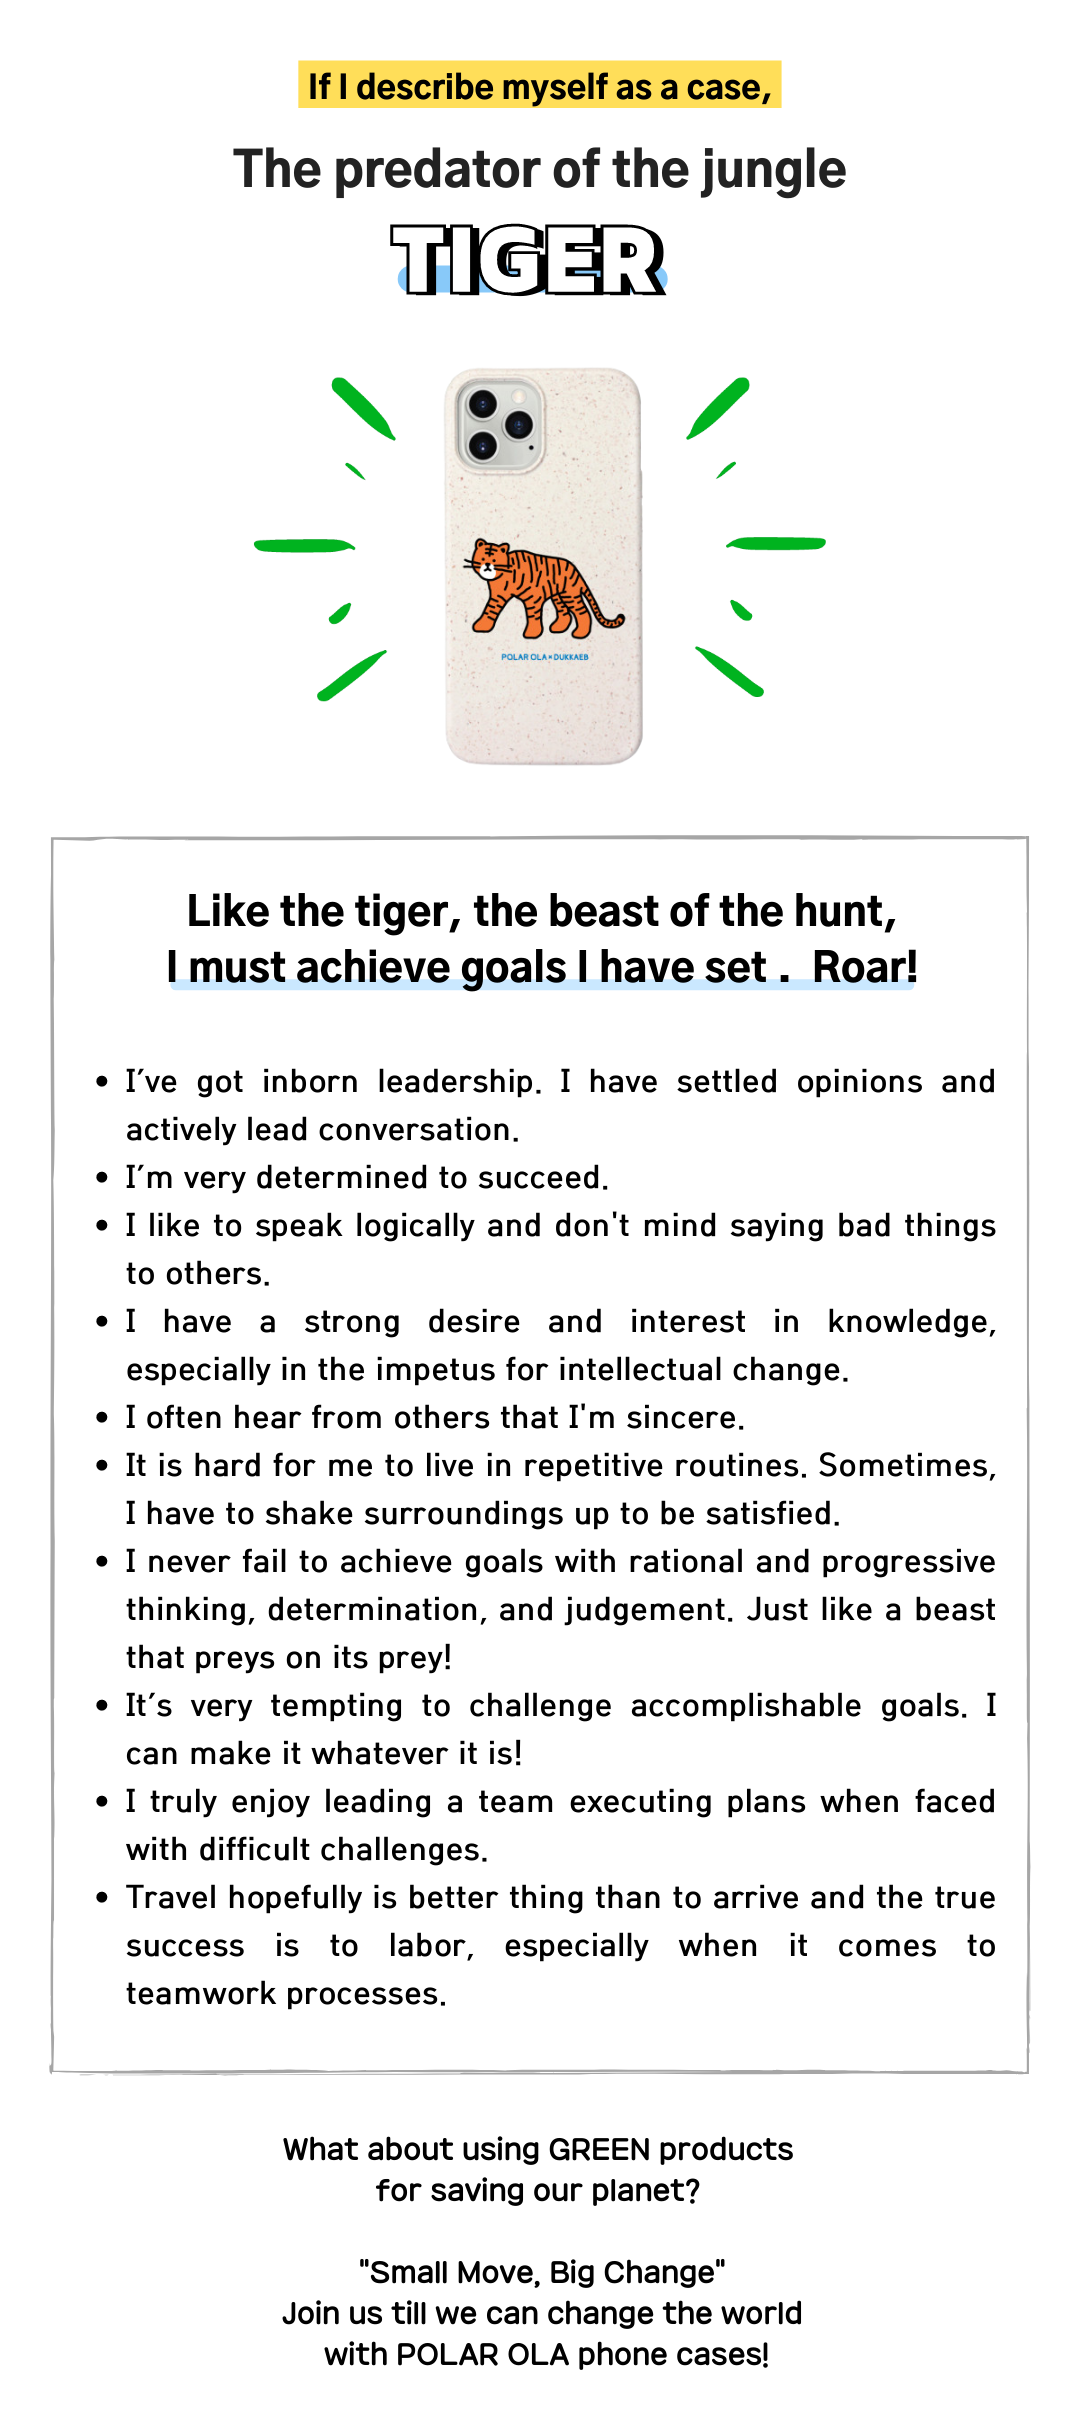 If I describe myself as a case,
The predator of the jungle
TIGER
POLAR OLA×DUKKAEB
Like the tiger, the beast of the hunt,
I must achieve goals I have set .  Roar!
• I´ve got inborn leadership. I have settled opinions and
actively lead conversation.
• I´m very determined to succeed.
• I like to speak logically and don't mind saying bad things
to others.
• I have a strong desire and interest in knowledge,
especially in the impetus for intellectual change.
• I often hear from others that I'm sincere.
• It is hard for me to live in repetitive routines. Sometimes,
I have to shake surroundings up to be satisfied.
• I never fail to achieve goals with rational and progressive
thinking, determination, and judgement. Just like a beast
that preys on its prey!
• It´s very tempting to challenge accomplishable goals. I
can make it whatever it is!
• I truly enjoy leading a team executing plans when faced
with difficult challenges.
• Travel hopefully is better thing than to arrive and the true
success is to labor, especially when it comes to
teamwork processes.
What about using GREEN products
for saving our planet?
"Small Move, Big Change"
Join us till we can change the world
with POLAR OLA phone cases!